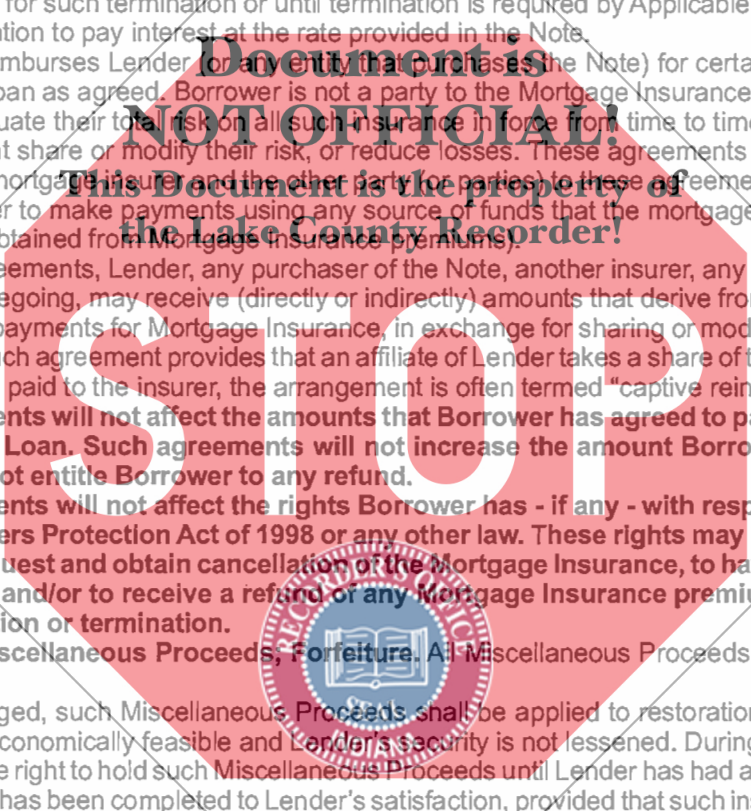 for such termination or until termination is required by Applicable
tion to pay interest at the rate provided in the Note.
mburses Lender (or any entity that purchases the Note) for certa
oan as agreed. Borrower is not a party to the Mortgage Insurance
uate their total risk on all such insurance in force from time to time
t share or modify their risk, or reduce losses. These agreements
mortgage insurer and the other party (or parties) to these agreeme
er to make payments using any source of funds that the mortgage
btained from Mortgage Insurance premiums).
eements, Lender, any purchaser of the Note, another insurer, any
egoing, may receive (directly or indirectly) amounts that derive fro
payments for Mortgage Insurance, in exchange for sharing or mod
ch agreement provides that an affiliate of Lender takes a share of t
paid to the insurer, the arrangement is often termed "captive rein
ents will not affect the amounts that Borrower has agreed to pa
Loan. Such agreements will not increase the amount Borro
ot entitle Borrower to any refund.
ents will not affect the rights Borrower has - if any - with resp
ers Protection Act of 1998 or any other law. These rights may
uest and obtain cancellation of the Mortgage Insurance, to ha
and/or to receive a refund of any Mortgage Insurance premiu
ion or termination.
scellaneous Proceeds; Forfeiture. All Miscellaneous Proceeds
ged, such Miscellaneous Proceeds shall be applied to restoration
conomically feasible and Lender's security is not lessened. During
e right to hold such Miscellaneous Proceeds until Lender has had a
has been completed to Lender's satisfaction, provided that such in
Document is
NOT OFFICIAL!
This Document is the property of
the Lake County Recorder!
STOP
RECORDER'S OFFICE
SEAL
INDIANA